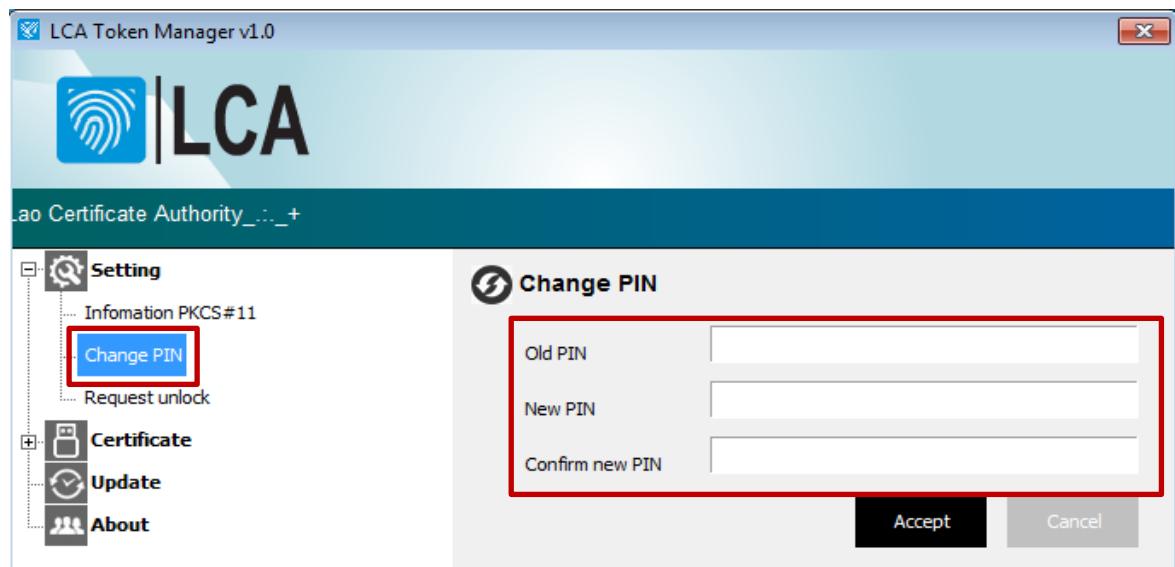 LCA Token Manager v1.0
LCA
ao Certificate Authority_.:._+
Setting
Infomation PKCS#11
Change PIN
Request unlock
Certificate
Update
About
Change PIN
Old PIN
New PIN
Confirm new PIN
Accept
Cancel